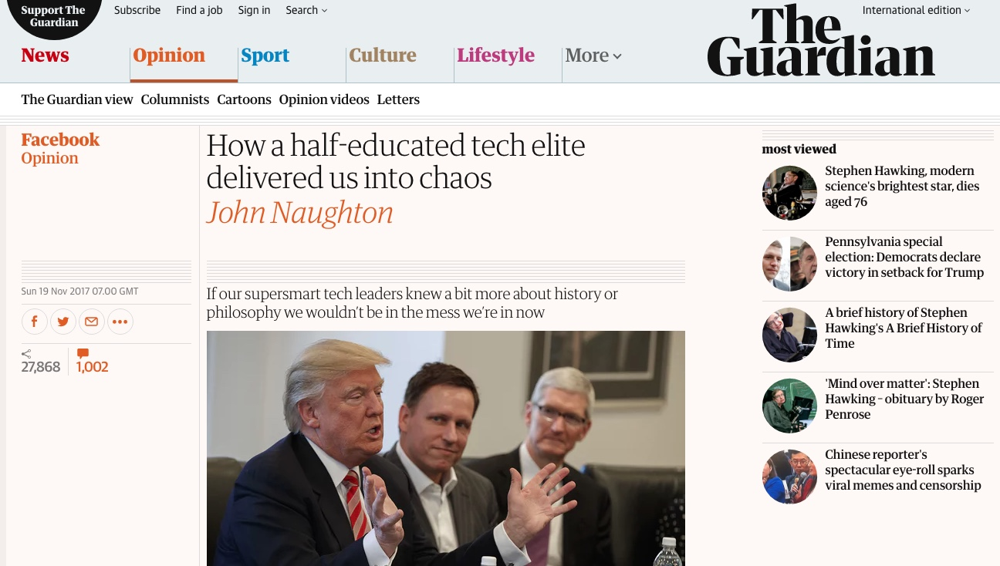 Support The
Guardian
Subscribe
Find a job
Sign in
Search
International edition
The
Guardian
News
Opinion
Sport
Culture
Lifestyle
More
The Guardian view
Columnists
Cartoons
Opinion videos
Letters
Facebook
Opinion
How a half-educated tech elite
delivered us into chaos
John Naughton
Sun 19 Nov 2017 07.00 GMT
27,868
1,002
If our supersmart tech leaders knew a bit more about history or
philosophy we wouldn't be in the mess we're in now
most viewed
Stephen Hawking, modern
science's brightest star, dies
aged 76
Pennsylvania special
election: Democrats declare
victory in setback for Trump
A brief history of Stephen
Hawking's A Brief History of
Time
'Mind over matter': Stephen
Hawking – obituary by Roger
Penrose
Chinese reporter's
spectacular eye-roll sparks
viral memes and censorship